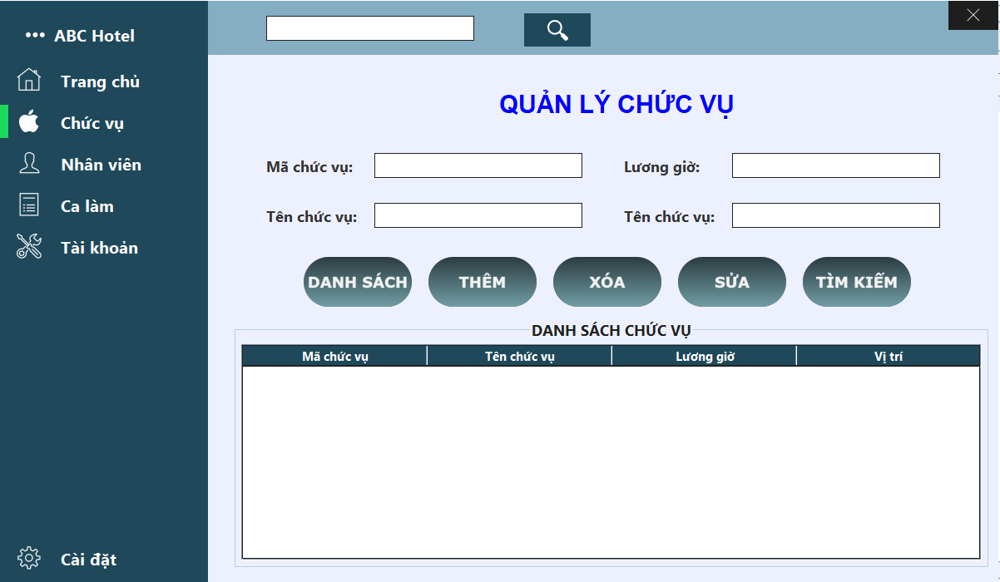 ABC Hotel
Trang chủ
Chức vụ
Nhân viên
Ca làm
Tài khoản
Cài đặt
QUẢN LÝ CHỨC VỤ
Mã chức vụ: Lương giờ:
Tên chức vụ: Tên chức vụ:
DANH SÁCH THÊM XÓA SỬA TÌM KIẾM
DANH SÁCH CHỨC VỤ
Mã chức vụ Tên chức vụ Lương giờ Vị trí